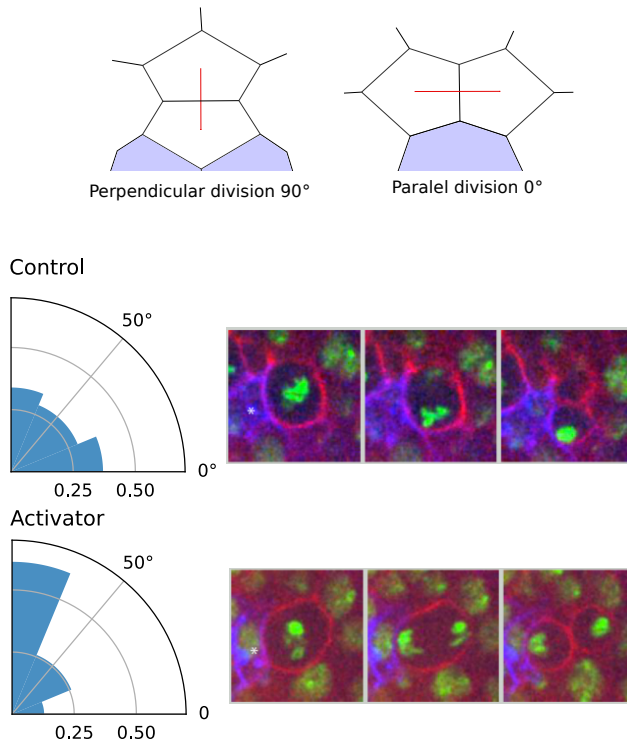 Perpendicular division 90°
Paralel division 0°
Control
50°
0°
0.25 0.50
*
Activator
50°
0
0.25 0.50
*